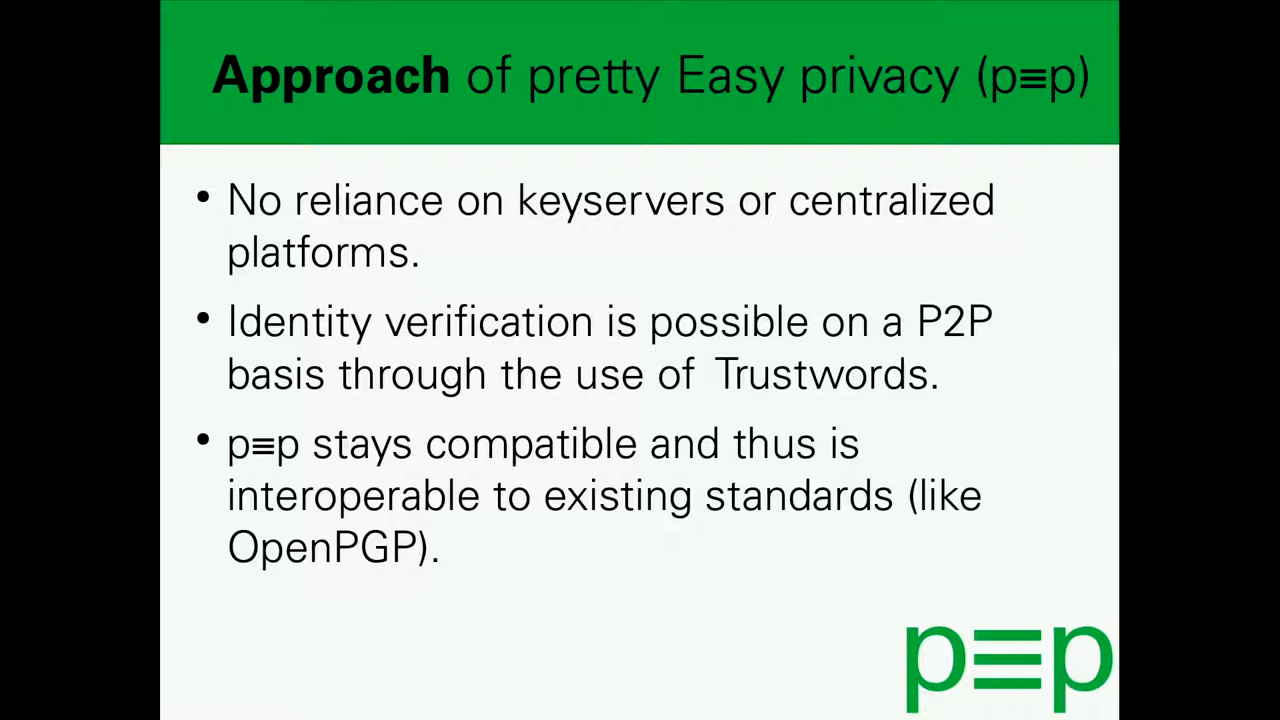 Approach of pretty Easy privacy (p≡p)
• No reliance on keyservers or centralized
platforms.
• Identity verification is possible on a P2P
basis through the use of Trustwords.
• p≡p stays compatible and thus is
interoperable to existing standards (like
OpenPGP).
p≡p